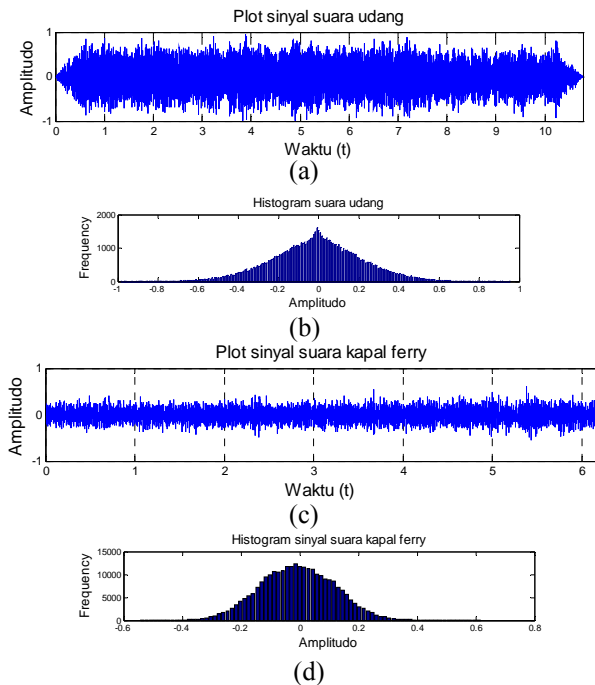 Plot sinyal suara udang
Amplitudo
1
0
-1
0 1 2 3 4 5 6 7 8 9 10
Waktu (t)
(a)
Histogram suara udang
Frequency
2000
1000
0
-1 -0.8 -0.6 -0.4 -0.2 0 0.2 0.4 0.6 0.8 1
Amplitudo
(b)
Plot sinyal suara kapal ferry
Amplitudo
1
0
-1
0 1 2 3 4 5 6
Waktu (t)
(c)
Histogram sinyal suara kapal ferry
Frequency
15000
10000
5000
0
-0.6 -0.4 -0.2 0 0.2 0.4 0.6 0.8
Amplitudo
(d)